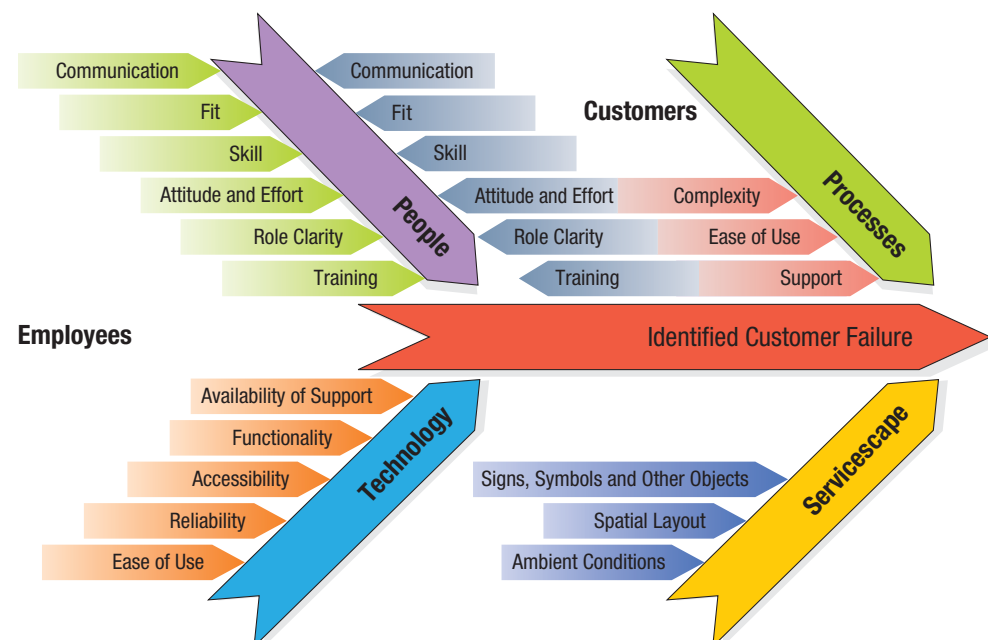 Communication
Fit
Skill
Attitude and Effort
Role Clarity
Training
People
Communication
Fit
Skill
Attitude and Effort
Role Clarity
Training
Customers
Complexity
Ease of Use
Support
Processes
Employees
Identified Customer Failure
Availability of Support
Functionality
Accessibility
Reliability
Ease of Use
Technology
Signs, Symbols and Other Objects
Spatial Layout
Ambient Conditions
Servicescape